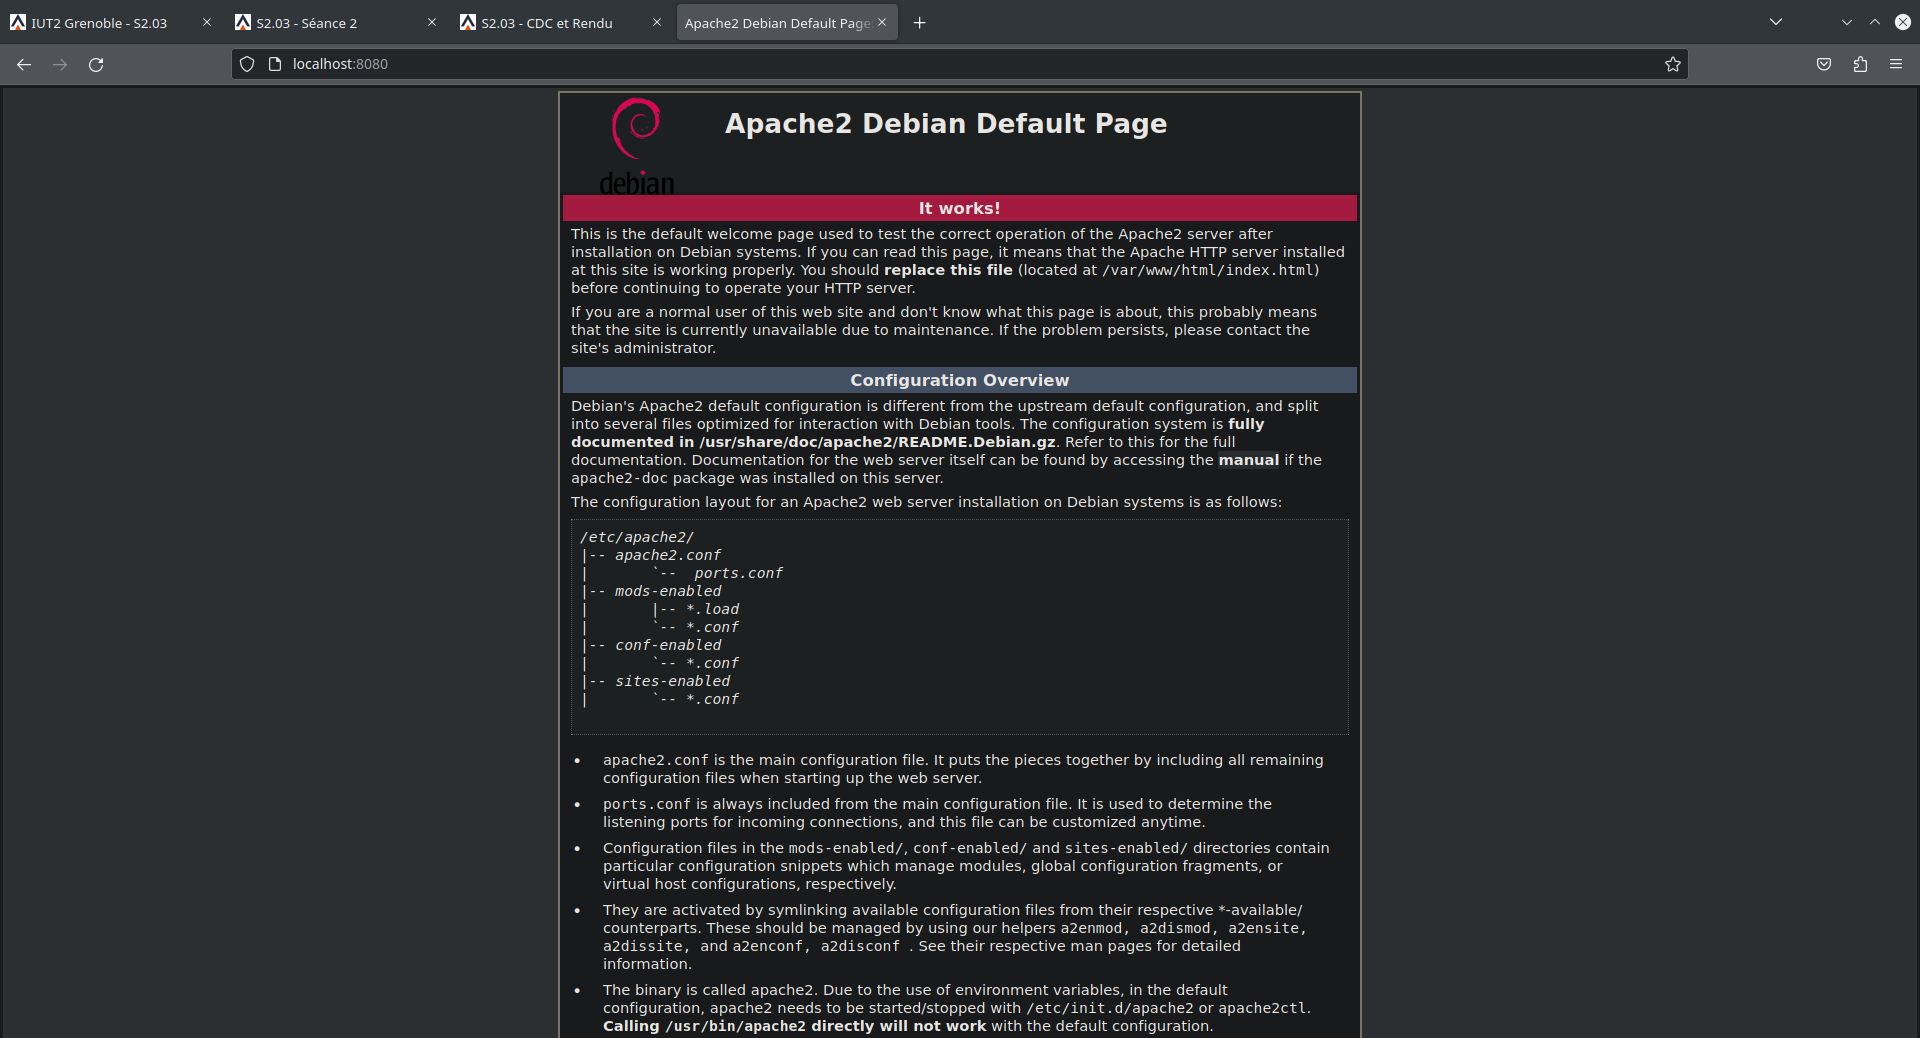 IUT2 Grenoble - S2.03
S2.03 - Séance 2
S2.03 - CDC et Rendu
Apache2 Debian Default Page
localhost:8080
debian
Apache2 Debian Default Page
It works!
This is the default welcome page used to test the correct operation of the Apache2 server after
installation on Debian systems. If you can read this page, it means that the Apache HTTP server installed
at this site is working properly. You should replace this file (located at /var/www/html/index.html)
before continuing to operate your HTTP server.
If you are a normal user of this web site and don't know what this page is about, this probably means
that the site is currently unavailable due to maintenance. If the problem persists, please contact the
site's administrator.
Configuration Overview
Debian's Apache2 default configuration is different from the upstream default configuration, and split
into several files optimized for interaction with Debian tools. The configuration system is fully
documented in /usr/share/doc/apache2/README.Debian.gz. Refer to this for the full
documentation. Documentation for the web server itself can be found by accessing the manual if the
apache2-doc package was installed on this server.
The configuration layout for an Apache2 web server installation on Debian systems is as follows:
/etc/apache2/
|-- apache2.conf
|       `--  ports.conf
|-- mods-enabled
|       |-- *.load
|       `-- *.conf
|-- conf-enabled
|       `-- *.conf
|-- sites-enabled
|       `-- *.conf
• apache2.conf is the main configuration file. It puts the pieces together by including all remaining
configuration files when starting up the web server.
• ports.conf is always included from the main configuration file. It is used to determine the
listening ports for incoming connections, and this file can be customized anytime.
• Configuration files in the mods-enabled/, conf-enabled/ and sites-enabled/ directories contain
particular configuration snippets which manage modules, global configuration fragments, or
virtual host configurations, respectively.
• They are activated by symlinking available configuration files from their respective *-available/
counterparts. These should be managed by using our helpers a2enmod, a2dismod, a2ensite,
a2dissite, and a2enconf, a2disconf . See their respective man pages for detailed
information.
• The binary is called apache2. Due to the use of environment variables, in the default
configuration, apache2 needs to be started/stopped with /etc/init.d/apache2 or apache2ctl.
Calling /usr/bin/apache2 directly will not work with the default configuration.